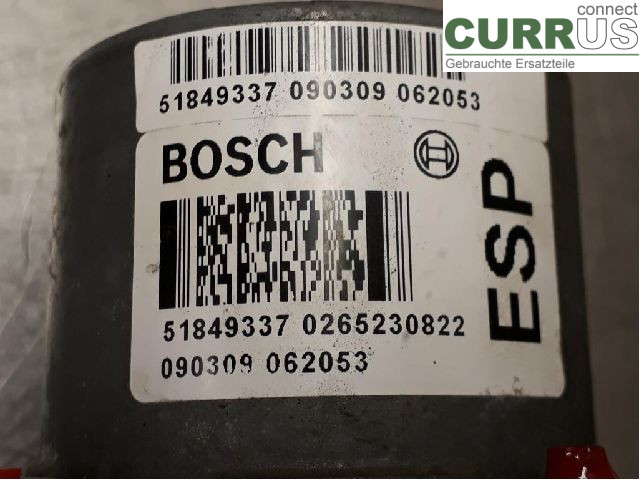 connect
CURRUS
Gebrauchte Ersatzteile
51849337 090309 062053
BOSCH
ESP
51849337 0265230822
090309 062053